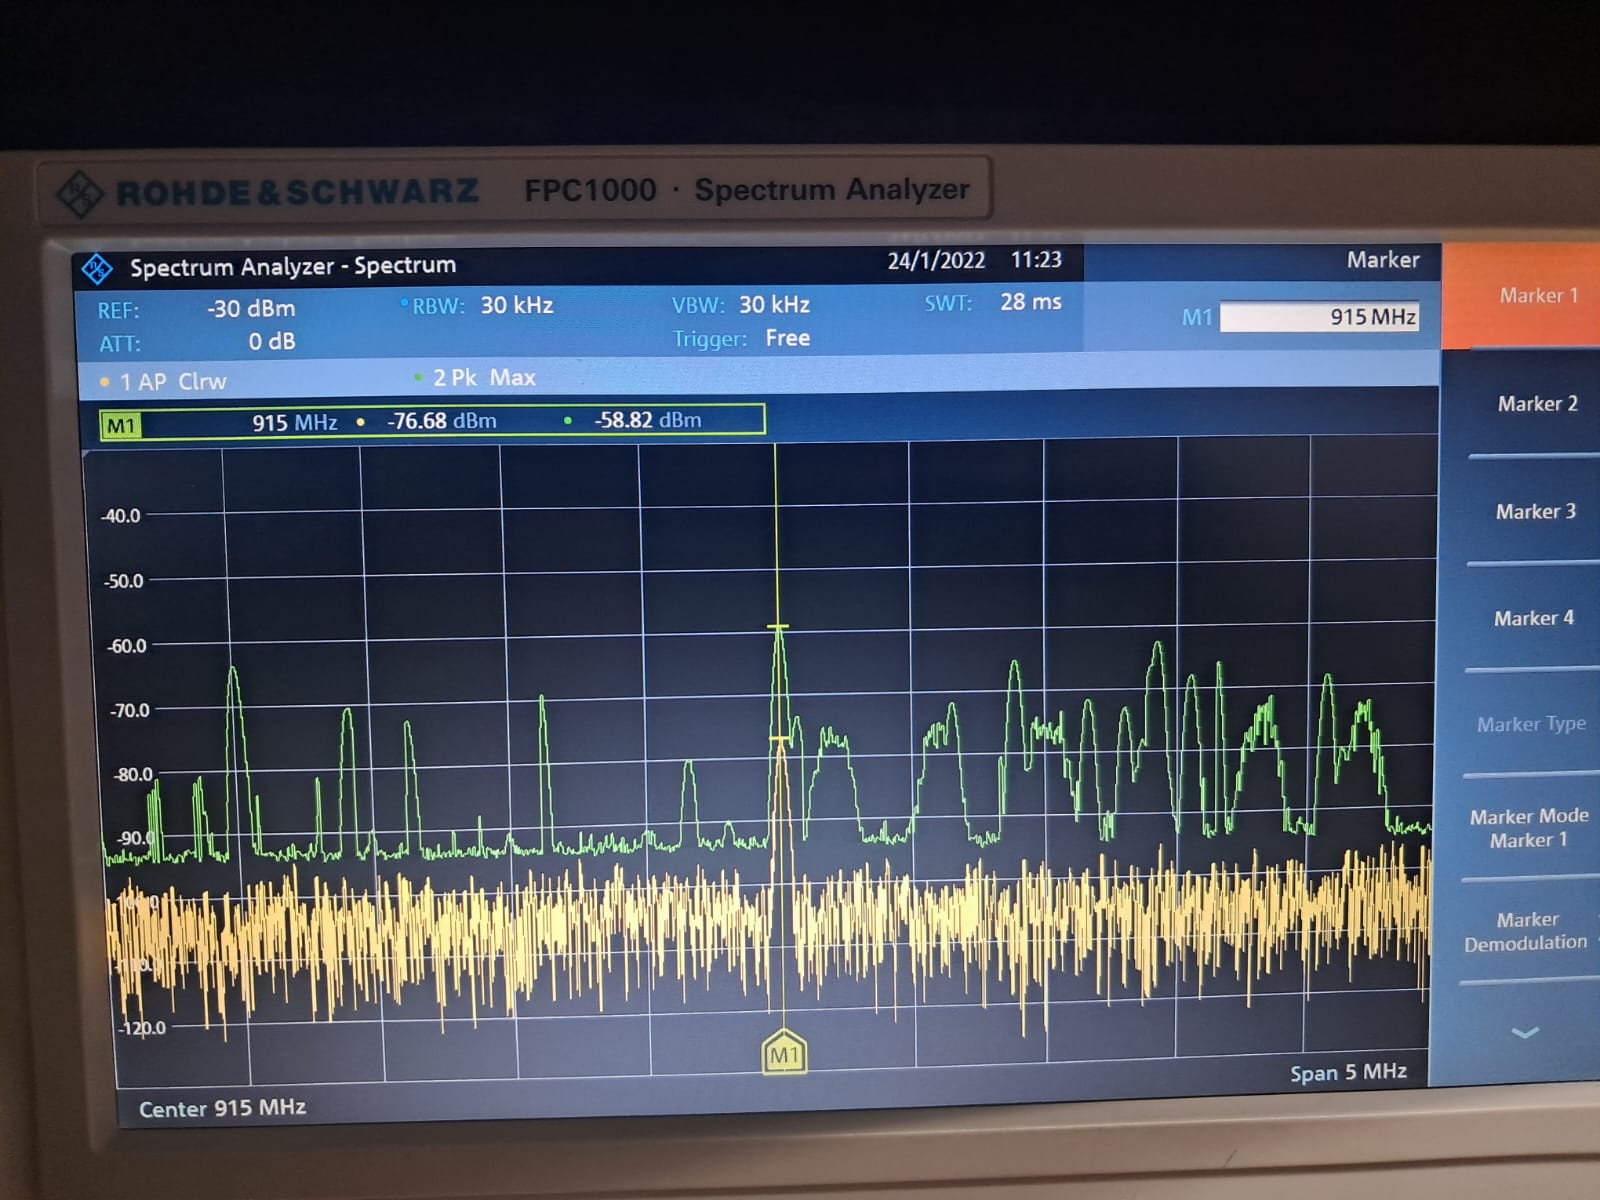 ROHDE&SCHWARZ FPC1000 · Spectrum Analyzer
Spectrum Analyzer - Spectrum 24/1/2022 11:23 Marker
REF: -30 dBm RBW: 30 kHz VBW: 30 kHz SWT: 28 ms M1 915 MHz
ATT: 0 dB Trigger: Free
1 AP Clrw 2 Pk Max
M1 915 MHz -76.68 dBm -58.82 dBm
-40.0
-50.0
-60.0
-70.0
-80.0
-90.0
-120.0
M1
Center 915 MHz Span 5 MHz
Marker 1
Marker 2
Marker 3
Marker 4
Marker Type
Marker Mode
Marker 1
Marker
Demodulation